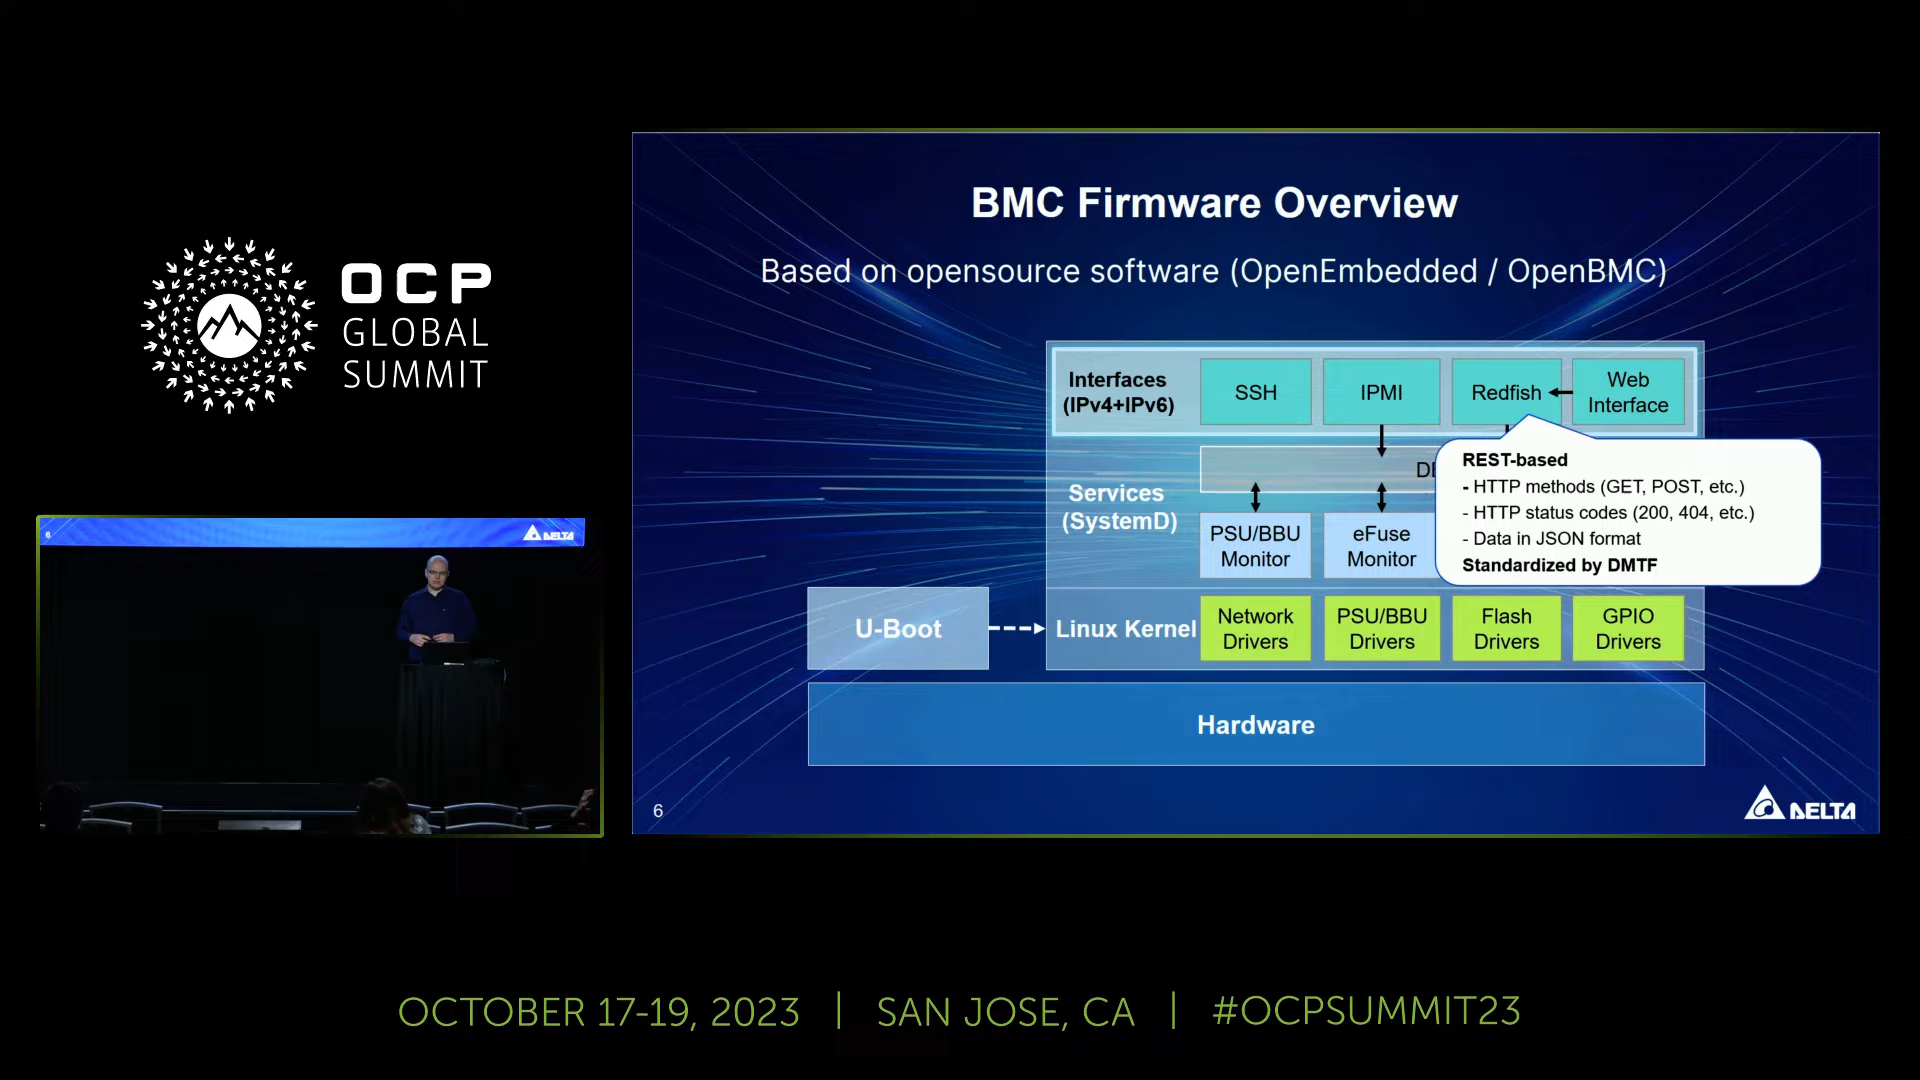 OCP
GLOBAL
SUMMIT
6
DELTA
BMC Firmware Overview
Based on opensource software (OpenEmbedded / OpenBMC)
Interfaces
(IPv4+IPv6)
SSH
IPMI
Redfish
Web
Interface
REST-based
- HTTP methods (GET, POST, etc.)
- HTTP status codes (200, 404, etc.)
- Data in JSON format
Standardized by DMTF
Services
(SystemD)
PSU/BBU
Monitor
eFuse
Monitor
U-Boot
Linux Kernel
Network
Drivers
PSU/BBU
Drivers
Flash
Drivers
GPIO
Drivers
Hardware
6
DELTA
OCTOBER 17-19, 2023 | SAN JOSE, CA | #OCPSUMMIT23